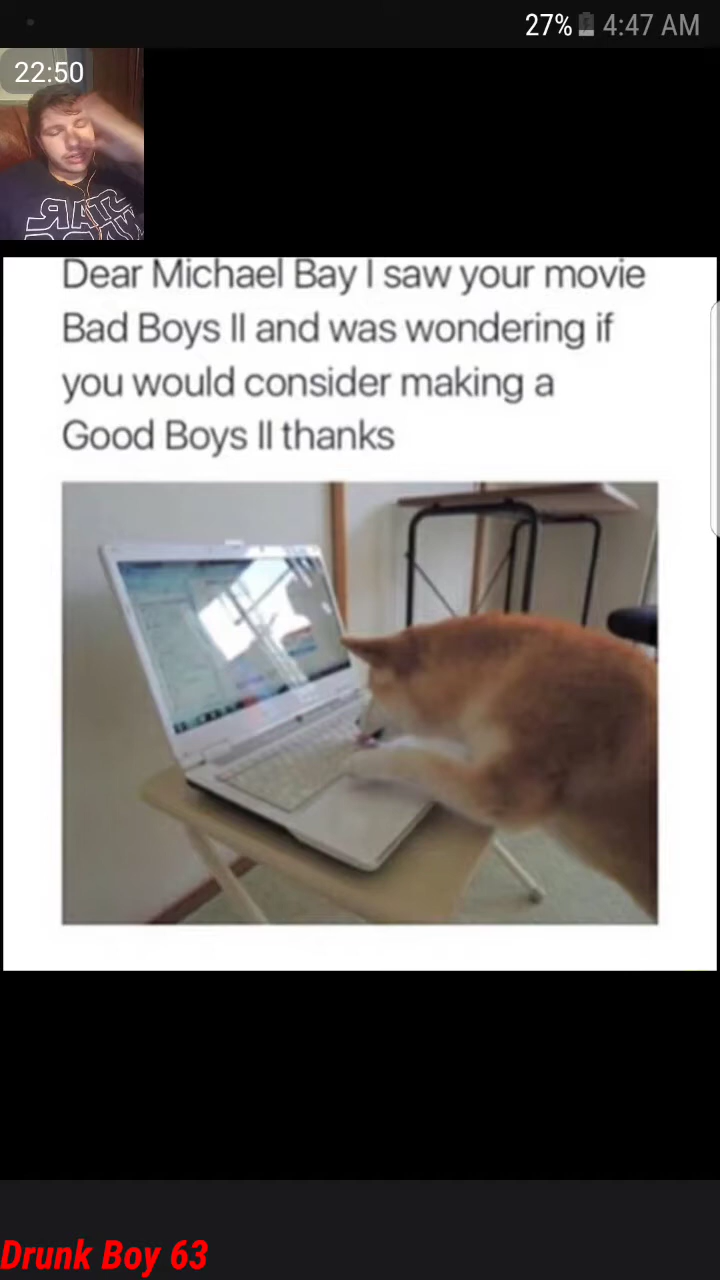 27% 4:47 AM
22:50
STAR
Dear Michael Bay I saw your movie
Bad Boys II and was wondering if
you would consider making a
Good Boys II thanks
Drunk Boy 63